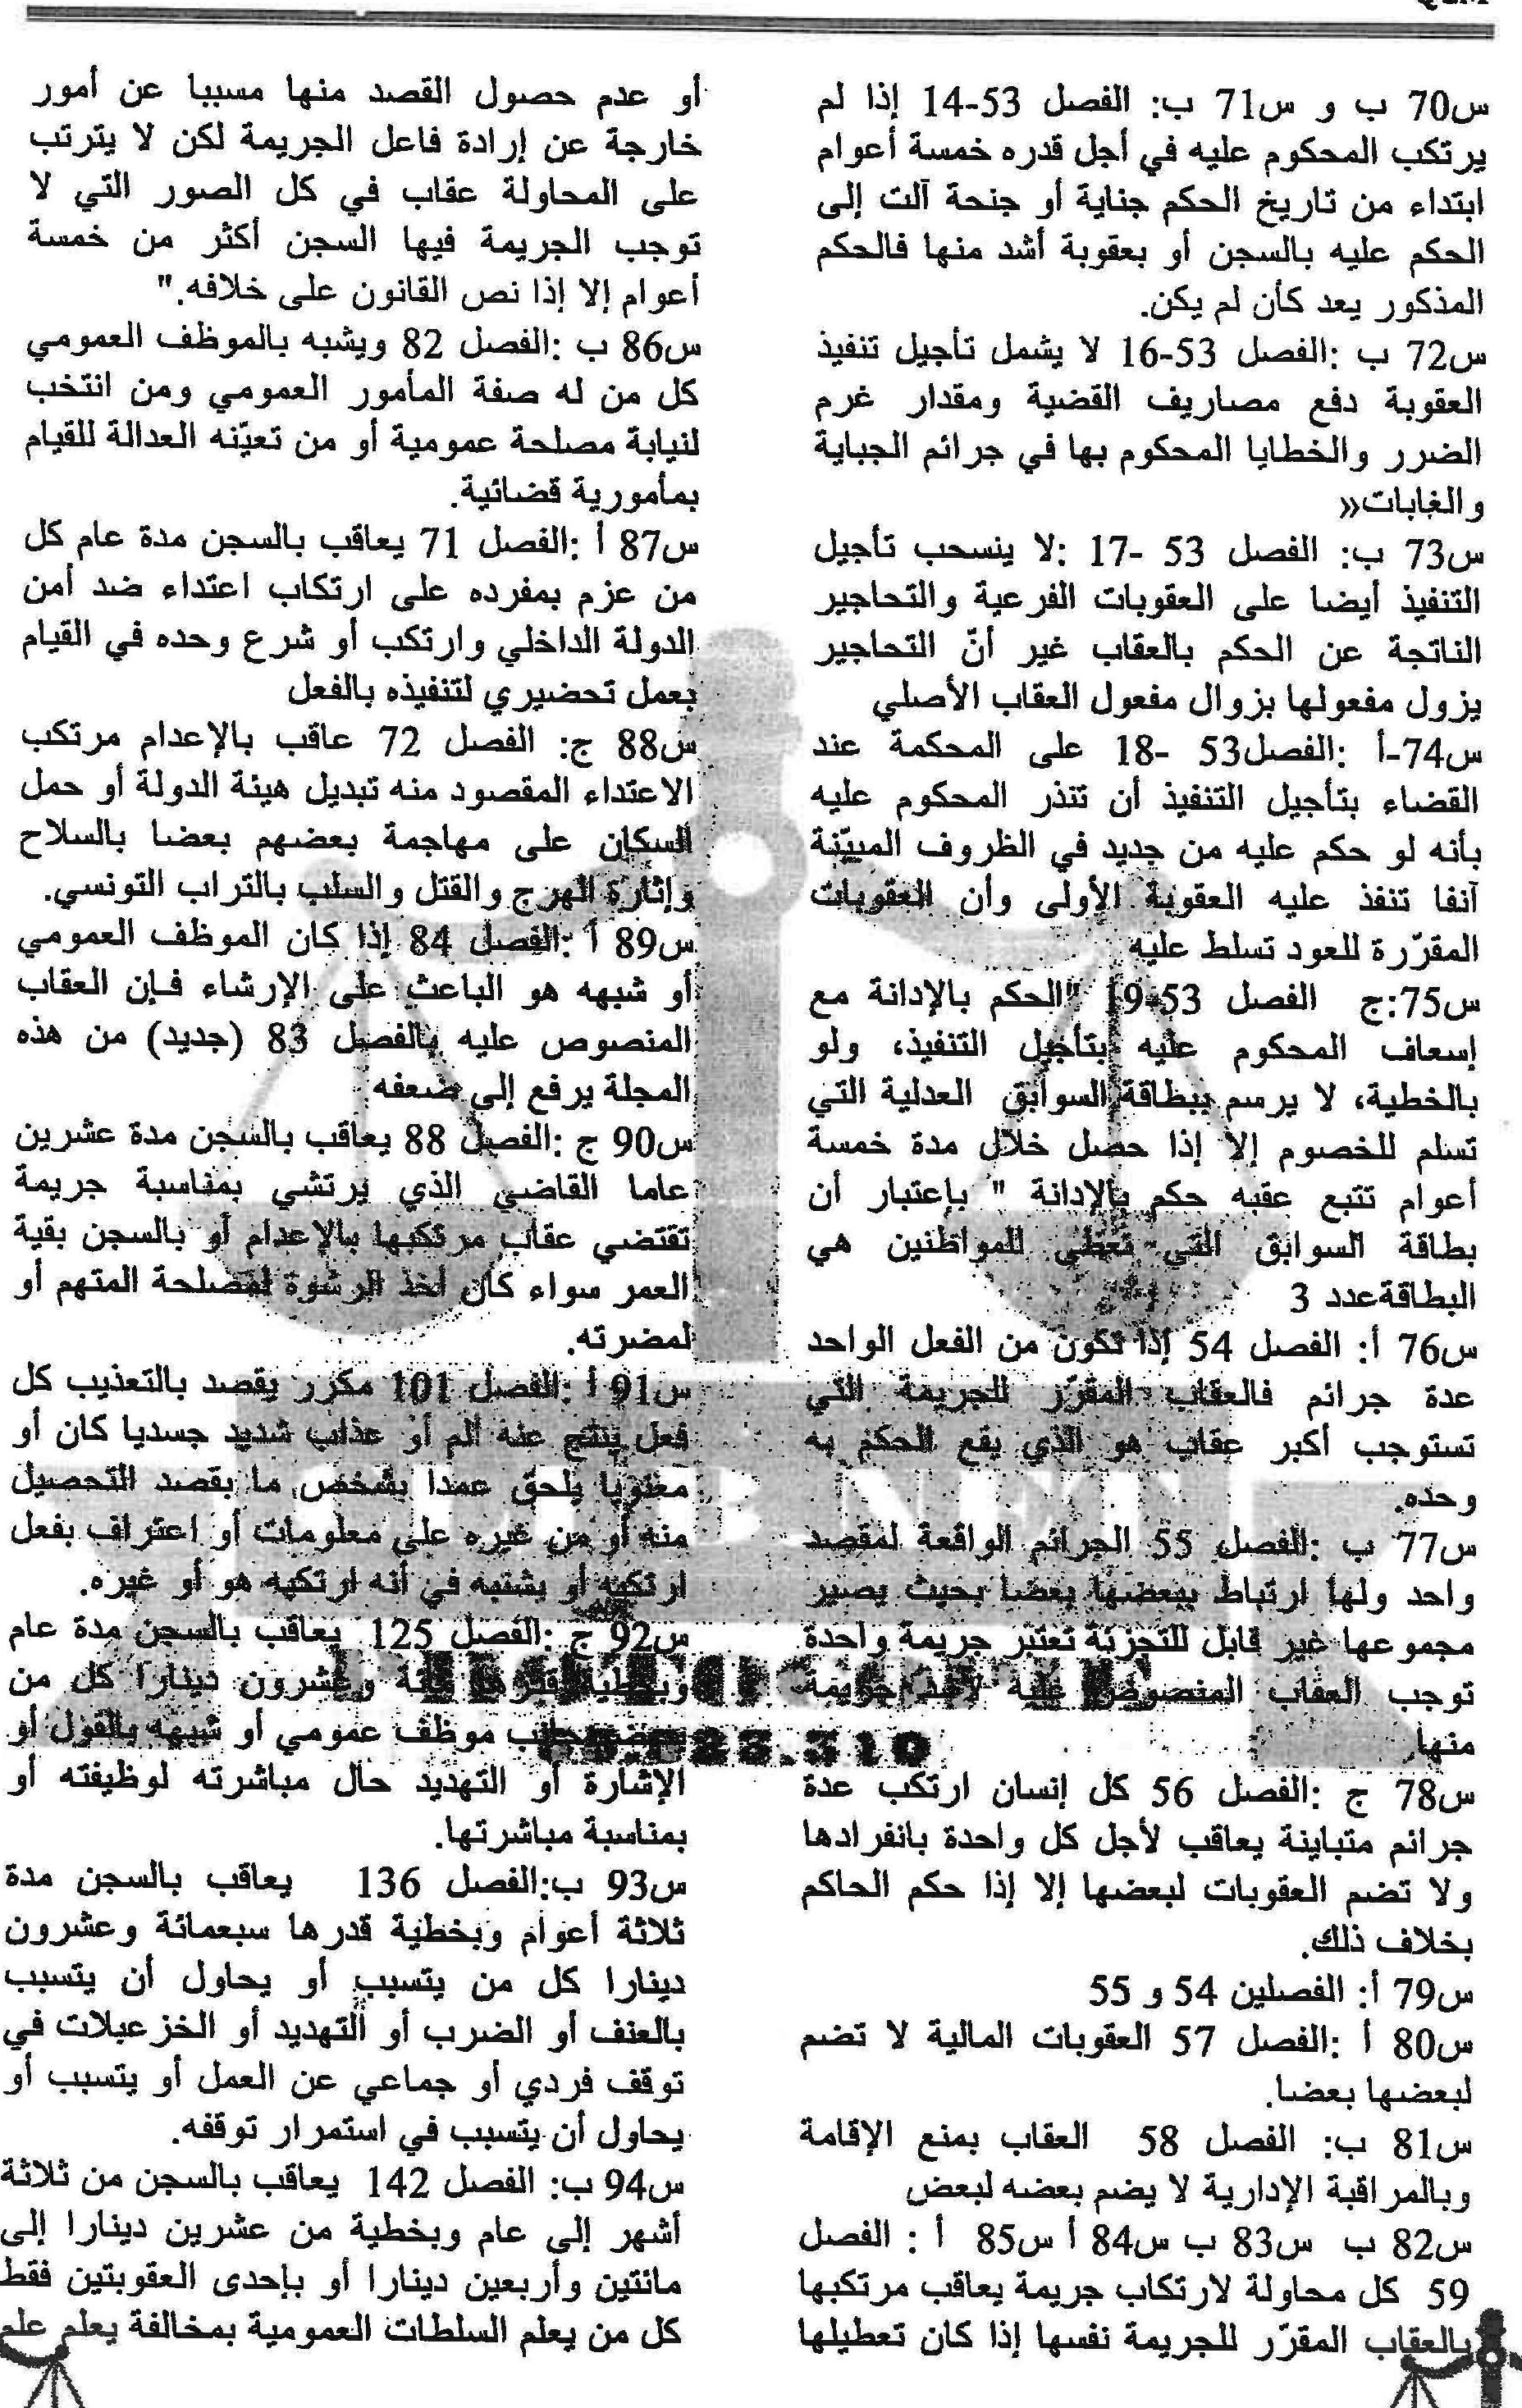 س70 ب و س71 ب: الفصل 53-14 إذا لم
يرتكب المحكوم عليه في أجل قدره خمسة أعوام
ابتداء من تاريخ الحكم جناية أو جنحة آلت إلى
الحكم عليه بالسجن أو بعقوبة أشد منها فالحكم
المذكور يعد كأن لم يكن.
س72 ب :الفصل 53-16 لا يشمل تأجيل تنفيذ
العقوبة دفع مصاريف القضية ومقدار غرم
الضرر والخطايا المحكوم بها في جرائم الجباية
والغابات«
س73 ب: الفصل 53 -17 :لا ينسحب تأجيل
التنفيذ أيضا على العقوبات الفرعية والتحاجير
الناتجة عن الحكم بالعقاب غير أنّ التحاجير
يزول مفعولها بزوال مفعول العقاب الأصلي
س74-أ :الفصل53 -18 على المحكمة عند
القضاء بتأجيل التنفيذ أن تنذر المحكوم عليه
بأنه لو حكم عليه من جديد في الظروف المبيّنة
آنفا تنفذ عليه العقوبة الأولى وأن العقوبات
المقرّرة للعود تسلط عليه
س75:ج الفصل 53-19 "الحكم بالإدانة مع
إسعاف المحكوم عليه بتأجيل التنفيذ، ولو
بالخطية، لا يرسم ببطاقة السوابق العدلية التي
تسلم للخصوم إلا إذا حصل خلال مدة خمسة
أعوام تتبع عقبه حكم بالإدانة " بإعتبار أن
بطاقة السوابق التي تعطى للمواطنين هي
البطاقةعدد 3
س76 أ: الفصل 54 إذا تكون من الفعل الواحد
عدة جرائم فالعقاب المقرّر للجريمة التي
تستوجب أكبر عقاب هو الذي يقع الحكم به
وحده.
س77 ب :الفصل 55 الجرائم الواقعة لمقصد
واحد ولها ارتباط ببعضها بعضا بحيث يصير
مجموعها غير قابل للتجزئة تعتبر جريمة واحدة
توجب العقاب المنصوص عليه لأشد جريمة
منها
س78 ج :الفصل 56 كل إنسان ارتكب عدة
جرائم متباينة يعاقب لأجل كل واحدة بانفرادها
ولا تضم العقوبات لبعضها إلا إذا حكم الحاكم
بخلاف ذلك.
س79 أ: الفصلين 54 و 55
س80 أ :الفصل 57 العقوبات المالية لا تضم
لبعضها بعضا.
س81 ب: الفصل 58 العقاب بمنع الإقامة
وبالمراقبة الإدارية لا يضم بعضه لبعض
س82 ب س83 ب س84 أ س85 أ : الفصل
59 كل محاولة لارتكاب جريمة يعاقب مرتكبها
بالعقاب المقرّر للجريمة نفسها إذا كان تعطيلها
أو عدم حصول القصد منها مسببا عن أمور
خارجة عن إرادة فاعل الجريمة لكن لا يترتب
على المحاولة عقاب في كل الصور التي لا
توجب الجريمة فيها السجن أكثر من خمسة
أعوام إلا إذا نص القانون على خلافه."
س86 ب :الفصل 82 ويشبه بالموظف العمومي
كل من له صفة المأمور العمومي ومن انتخب
لنيابة مصلحة عمومية أو من تعيّنه العدالة للقيام
بمأمورية قضائية.
س87 أ :الفصل 71 يعاقب بالسجن مدة عام كل
من عزم بمفرده على ارتكاب اعتداء ضد أمن
الدولة الداخلي وارتكب أو شرع وحده في القيام
بعمل تحضيري لتنفيذه بالفعل
س88 ج: الفصل 72 عاقب بالإعدام مرتكب
الاعتداء المقصود منه تبديل هيئة الدولة أو حمل
السكان على مهاجمة بعضهم بعضا بالسلاح
وإثارة الهرج والقتل والسلب بالتراب التونسي.
س89 أ :الفصل 84 إذا كان الموظف العمومي
أو شبهه هو الباعث على الإرشاء فإن العقاب
المنصوص عليه بالفصل 83 (جديد) من هذه
المجلة يرفع إلى ضعفه
س90 ج :الفصل 88 يعاقب بالسجن مدة عشرين
عاما القاضي الذي يرتشي بمناسبة جريمة
تقتضي عقاب مرتكبها بالإعدام أو بالسجن بقية
العمر سواء كان أخذ الرشوة لمصلحة المتهم أو
لمضرته.
س91 أ :الفصل 101 مكرر يقصد بالتعذيب كل
فعل ينتج عنه ألم أو عذاب شديد جسديا كان أو
معنويا يلحق عمدا بشخص ما بقصد التحصيل
منه أو من غيره على معلومات أو اعتراف بفعل
ارتكبه أو يشتبه في أنه ارتكبه هو أو غيره.
س92 ج :الفصل 125 يعاقب بالسجن مدة عام
وبخطية قدرها مائة وعشرون دينارا كل من
يهضم جانب موظف عمومي أو شبهه بالقول أو
الإشارة أو التهديد حال مباشرته لوظيفته أو
بمناسبة مباشرتها.
س93 ب:الفصل 136 يعاقب بالسجن مدة
ثلاثة أعوام وبخطية قدرها سبعمائة وعشرون
دينارا كل من يتسبب أو يحاول أن يتسبب
بالعنف أو الضرب أو التهديد أو الخزعبلات في
توقف فردي أو جماعي عن العمل أو يتسبب أو
يحاول أن يتسبب في استمرار توقفه.
س94 ب: الفصل 142 يعاقب بالسجن من ثلاثة
أشهر إلى عام وبخطية من عشرين دينارا إلى
مائتين وأربعين دينارا أو بإحدى العقوبتين فقط
كل من يعلم السلطات العمومية بمخالفة يعلم علم